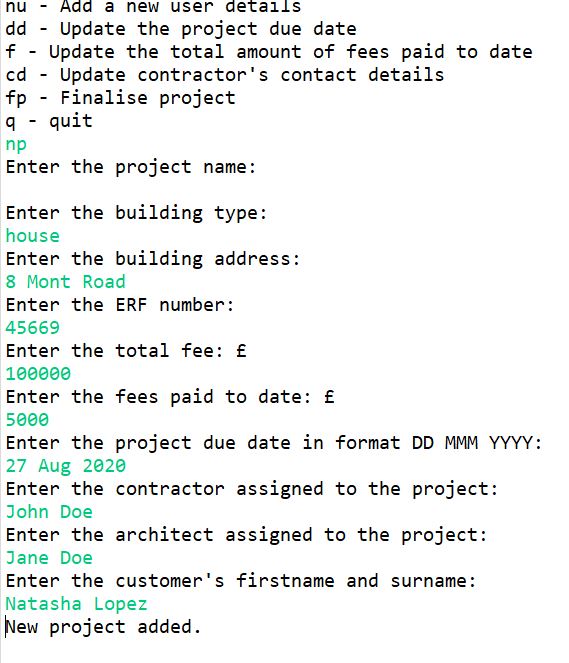 nu - Add a new user details
dd - Update the project due date
f - Update the total amount of fees paid to date
cd - Update contractor's contact details
fp - Finalise project
q - quit
np
Enter the project name:

Enter the building type:
house
Enter the building address:
8 Mont Road
Enter the ERF number:
45669
Enter the total fee: £
100000
Enter the fees paid to date: £
5000
Enter the project due date in format DD MMM YYYY:
27 Aug 2020
Enter the contractor assigned to the project:
John Doe
Enter the architect assigned to the project:
Jane Doe
Enter the customer's firstname and surname:
Natasha Lopez
New project added.